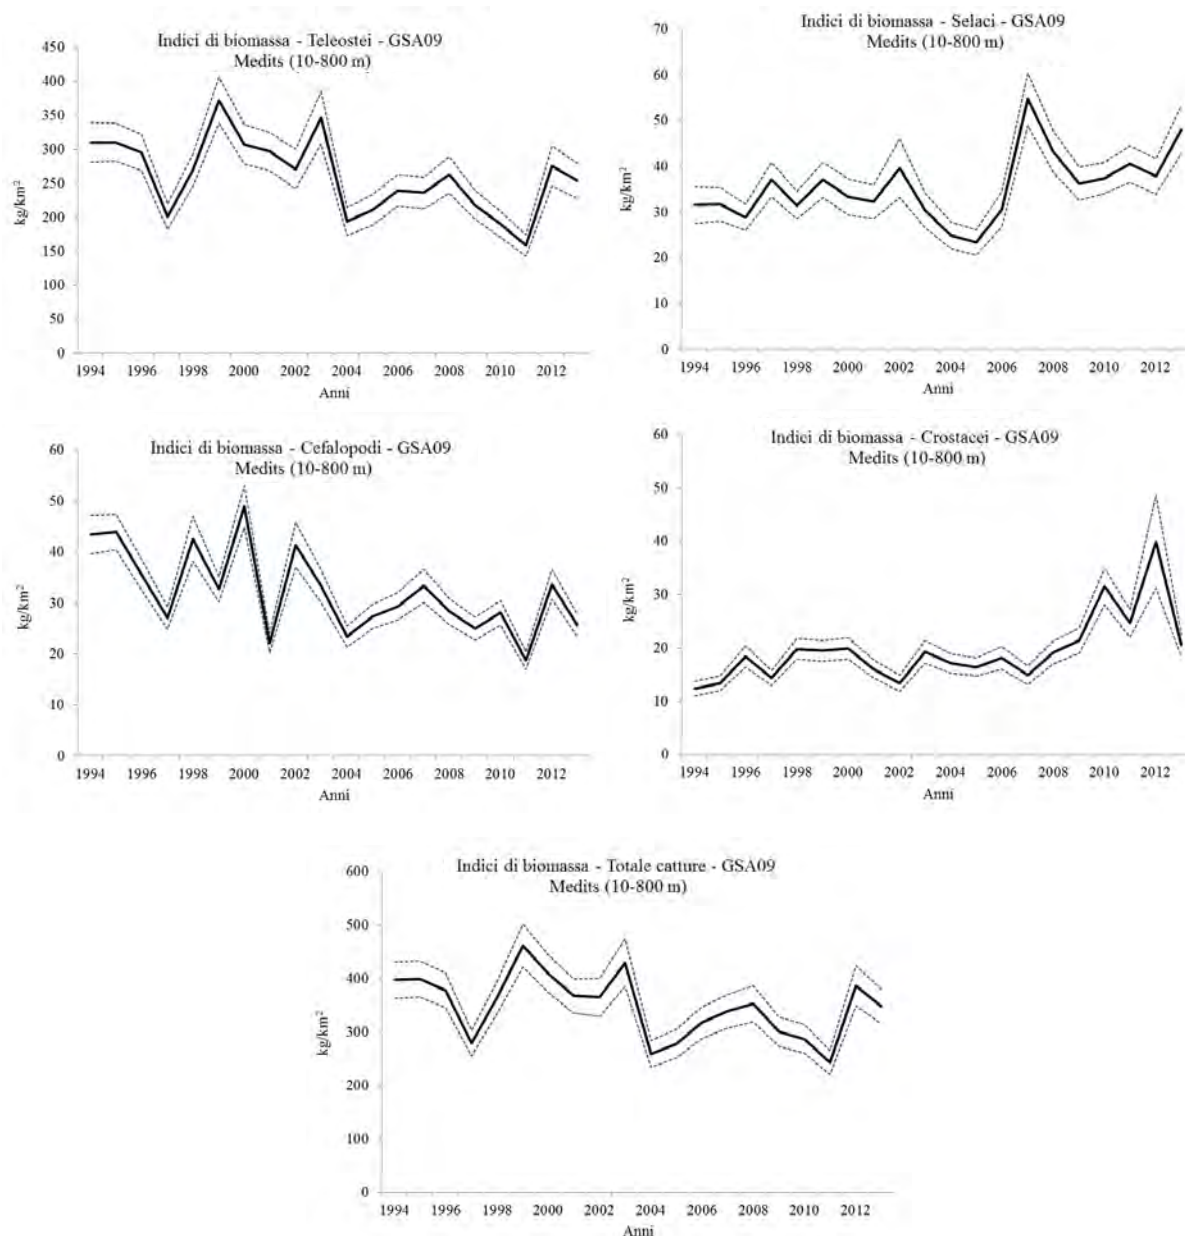 Indici di biomassa - Teleostei - GSA09
Medits (10-800 m)
450
400
350
300
250
200
150
100
50
0
kg/km²
1994 1996 1998 2000 2002 2004 2006 2008 2010 2012
Anni
Indici di biomassa - Selaci - GSA09
Medits (10-800 m)
70
60
50
40
30
20
10
0
kg/km²
1994 1996 1998 2000 2002 2004 2006 2008 2010 2012
Anni
Indici di biomassa - Cefalopodi - GSA09
Medits (10-800 m)
60
50
40
30
20
10
0
kg/km²
1994 1996 1998 2000 2002 2004 2006 2008 2010 2012
Anni
Indici di biomassa - Crostacei - GSA09
Medits (10-800 m)
60
50
40
30
20
10
0
kg/km²
1994 1996 1998 2000 2002 2004 2006 2008 2010 2012
Anni
Indici di biomassa - Totale catture - GSA09
Medits (10-800 m)
600
500
400
300
200
100
0
kg/km²
1994 1996 1998 2000 2002 2004 2006 2008 2010 2012
Anni